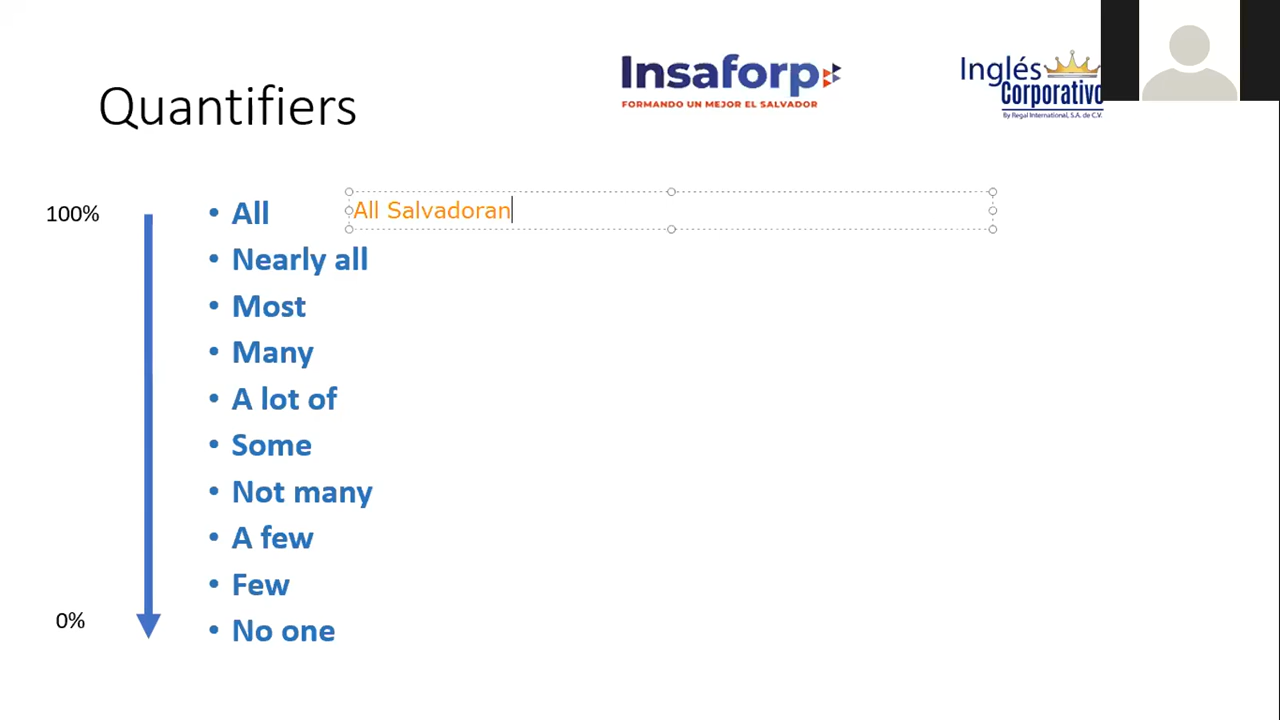 Insaforp
FORMANDO UN MEJOR EL SALVADOR
Inglés
Corporativo
By Regal International, S.A. de C.V.
Quantifiers
100%
• All
All Salvadoran
• Nearly all
• Most
• Many
• A lot of
• Some
• Not many
• A few
• Few
0%
• No one